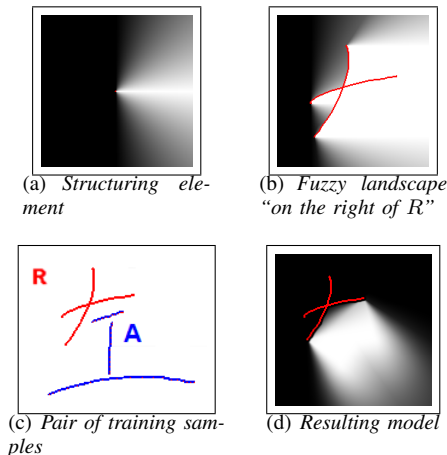 (a) Structuring ele-
ment
(b) Fuzzy landscape
“on the right of R”
R
A
(c) Pair of training sam-
ples
(d) Resulting model